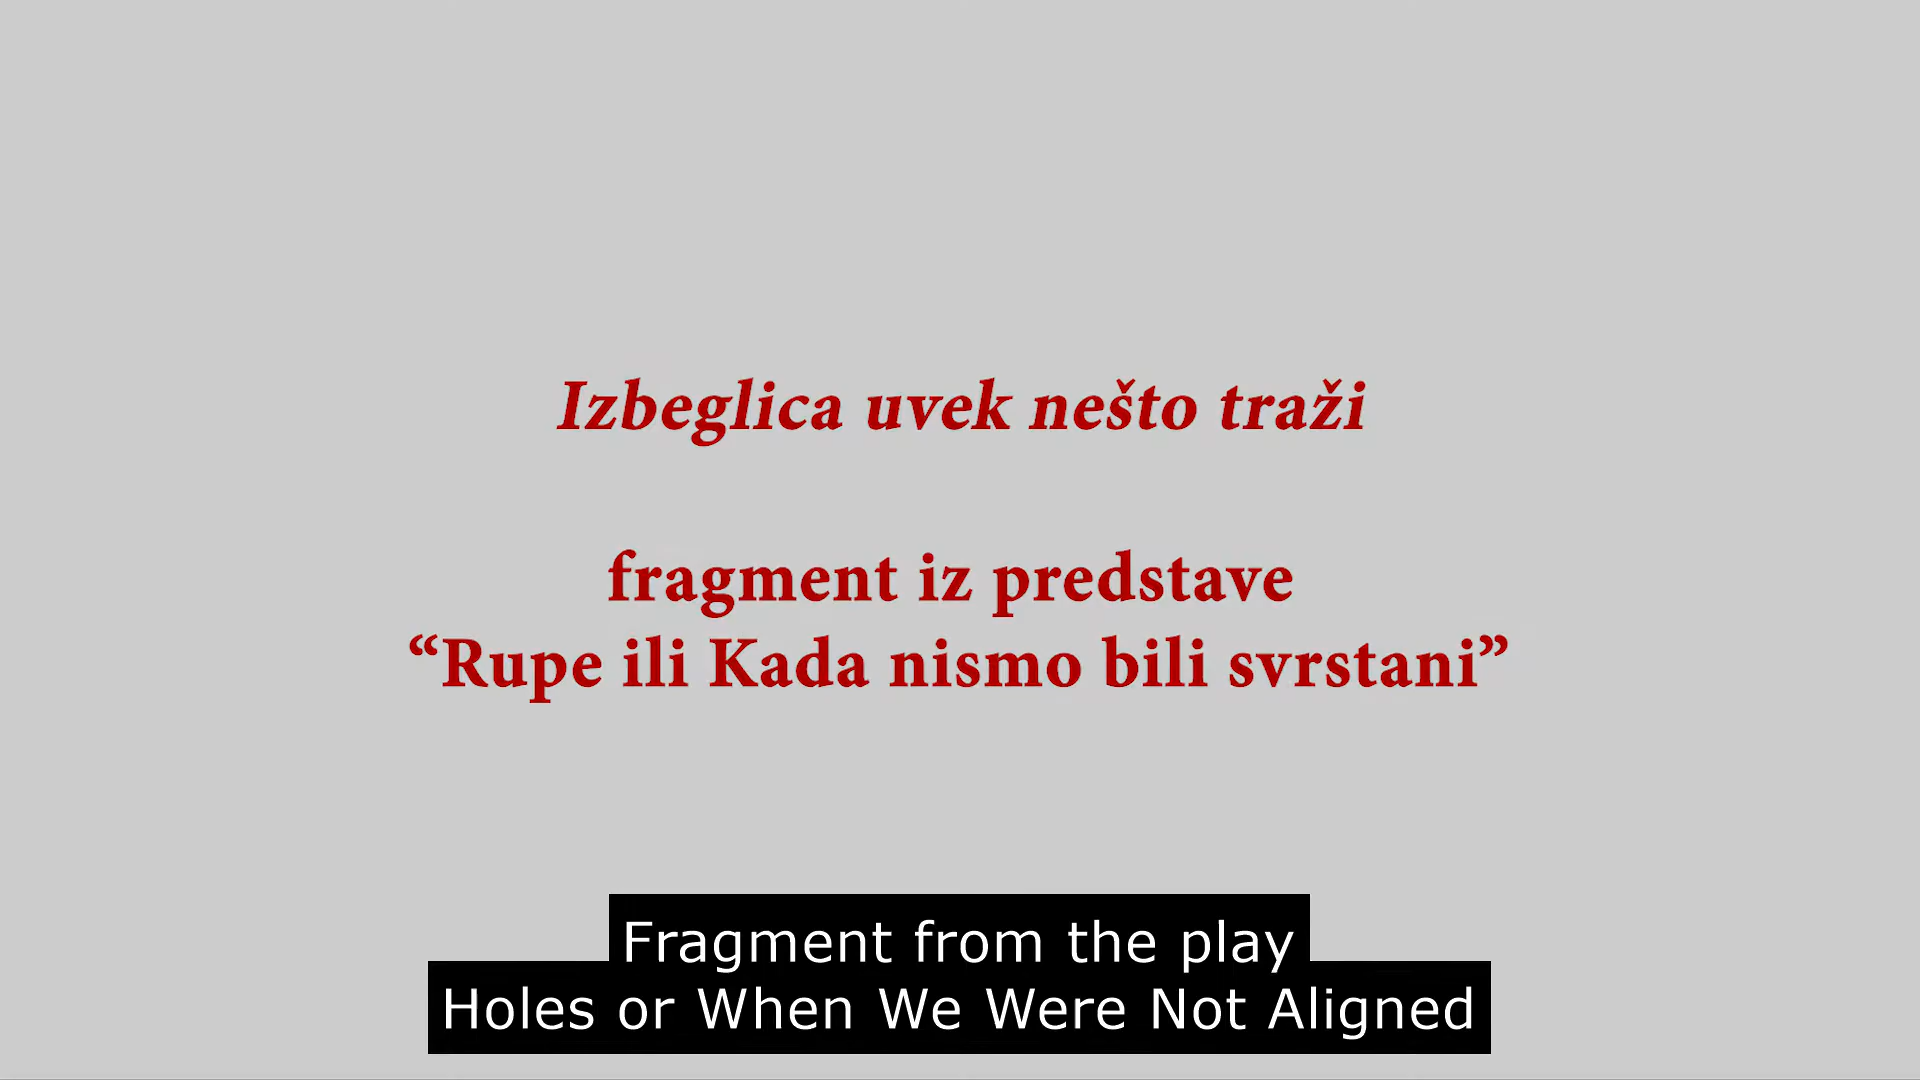 Izbeglica uvek nešto traži
fragment iz predstave
“Rupe ili Kada nismo bili svrstani”
Fragment from the play
Holes or When We Were Not Aligned